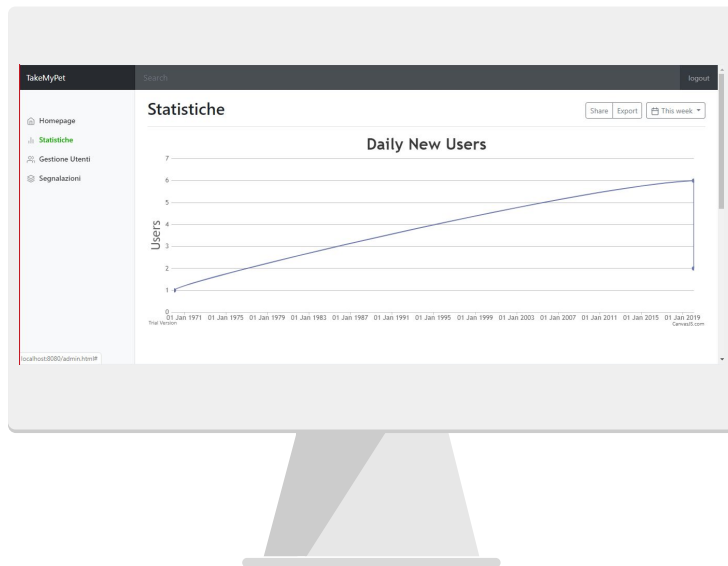 TakeMyPet
Search
logout
Homepage
Statistiche
Gestione Utenti
Segnalazioni
Statistiche
Share
Export
This week
Daily New Users
Users
7
6
5
4
3
2
1
0
01 Jan 1971 01 Jan 1975 01 Jan 1979 01 Jan 1983 01 Jan 1987 01 Jan 1991 01 Jan 1995 01 Jan 1999 01 Jan 2003 01 Jan 2007 01 Jan 2011 01 Jan 2015 01 Jan 2019
Trial Version
CanvasJS.com
localhost:8080/admin.html#